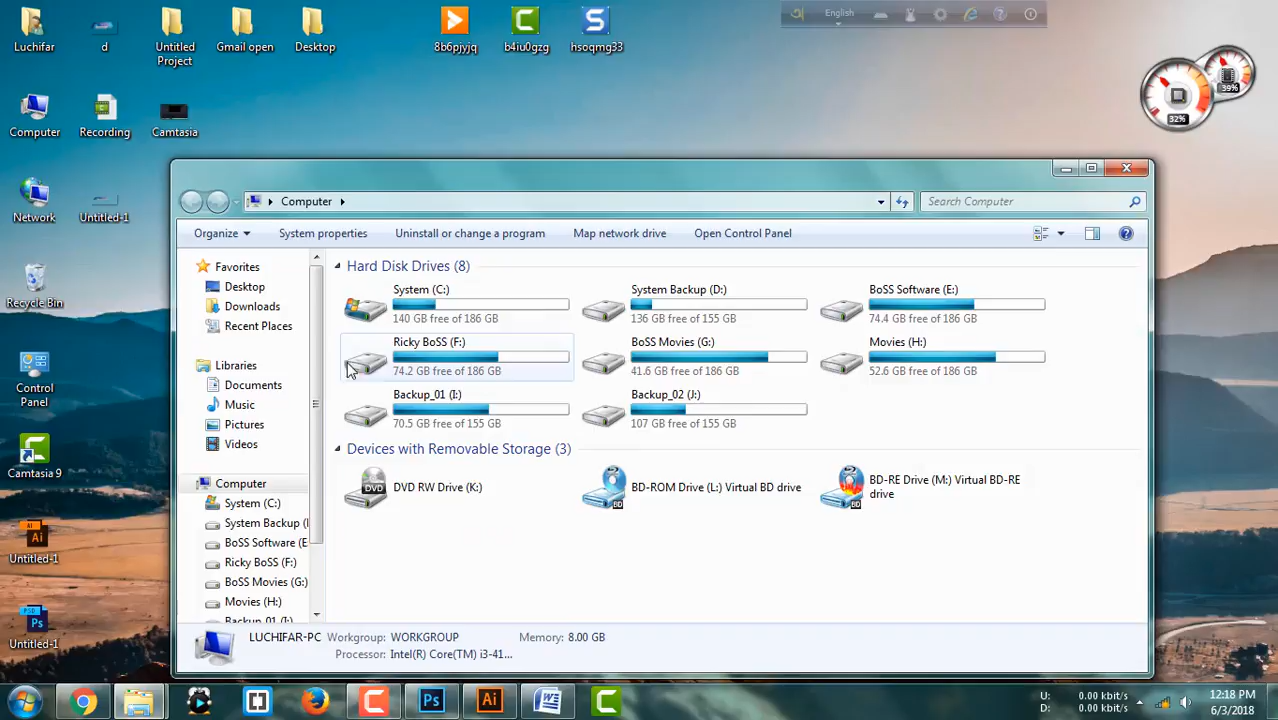 Luchifar
d
Untitled Project
Gmail open
Desktop
8b6pjyjq
b4iu0gzg
hsoqmg33
অ English
32%
39%
Computer
Recording
Camtasia
Network
Untitled-1
Recycle Bin
Control Panel
Camtasia 9
Untitled-1
Untitled-1
Computer
Search Computer
Organize
System properties
Uninstall or change a program
Map network drive
Open Control Panel
Favorites
Desktop
Downloads
Recent Places
Libraries
Documents
Music
Pictures
Videos
Computer
System (C:)
System Backup (
BoSS Software (E
Ricky BoSS (F:)
BoSS Movies (G:)
Movies (H:)
Backup_01 (I:)
Hard Disk Drives (8)
System (C:)
140 GB free of 186 GB
System Backup (D:)
136 GB free of 155 GB
BoSS Software (E:)
74.4 GB free of 186 GB
Ricky BoSS (F:)
74.2 GB free of 186 GB
BoSS Movies (G:)
41.6 GB free of 186 GB
Movies (H:)
52.6 GB free of 186 GB
Backup_01 (I:)
70.5 GB free of 155 GB
Backup_02 (J:)
107 GB free of 155 GB
Devices with Removable Storage (3)
DVD
DVD RW Drive (K:)
BD
BD-ROM Drive (L:) Virtual BD drive
BD
BD-RE Drive (M:) Virtual BD-RE
drive
LUCHIFAR-PC Workgroup: WORKGROUP Memory: 8.00 GB
Processor: Intel(R) Core(TM) i3-41...
Ps
Ai
U: 0.00 kbit/s
D: 0.00 kbit/s
12:18 PM
6/3/2018